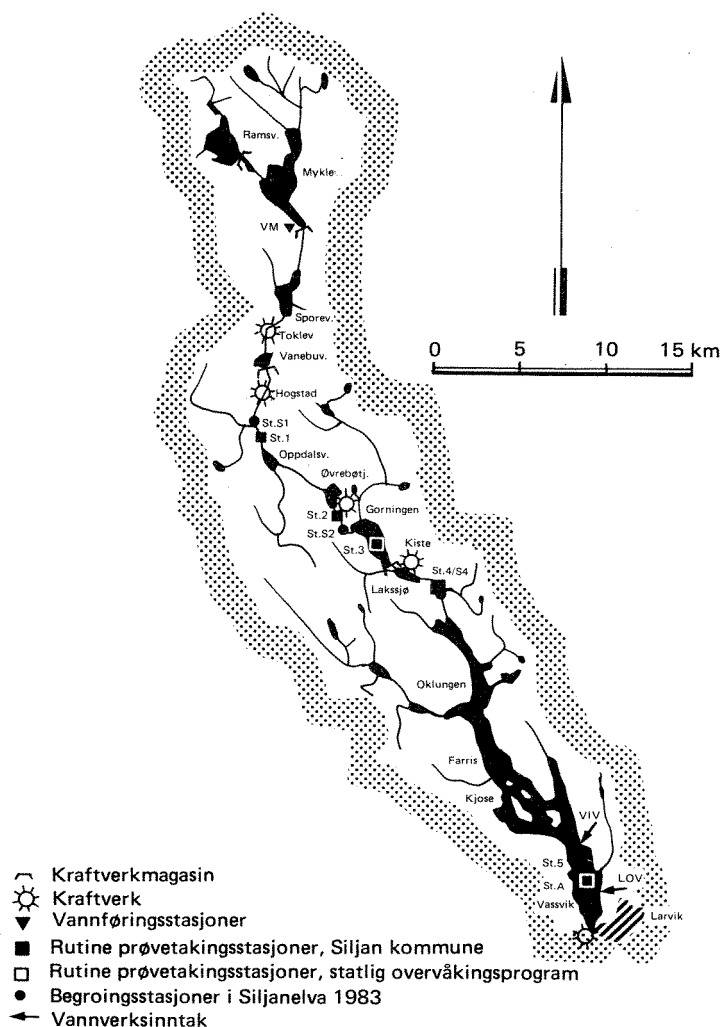 Ramsv.
Mykle
VM
Sporev.
Toklev
Vanebuv.
0 5 10 15 km
Hogstad
St.S1
St.1
Oppdalsv.
Øvrebøtj.
Gorningen
St.2
St.S2
St.3
Kiste
St.4/S4
Lakssjø
Oklungen
Farris
Kjose
VIV
St.5
St.A
LOV
Vassvik
Larvik
Kraftverkmagasin
Kraftverk
Vannføringsstasjoner
Rutine prøvetakingsstasjoner, Siljan kommune
Rutine prøvetakingsstasjoner, statlig overvåkingsprogram
Begroingsstasjoner i Siljanelva 1983
Vannverksinntak